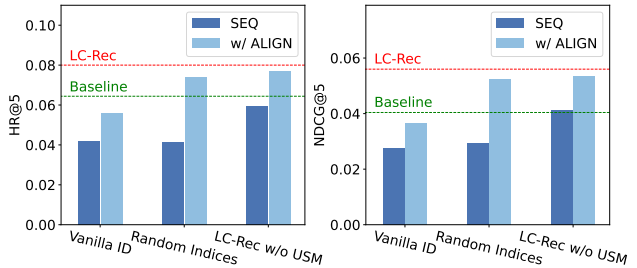 SEQ
w/ ALIGN
LC-Rec
Baseline
HR@5
0.10
0.08
0.06
0.04
0.02
0.00
Vanilla ID
Random Indices
LC-Rec w/o USM
SEQ
w/ ALIGN
LC-Rec
Baseline
NDCG@5
0.06
0.04
0.02
0.00
Vanilla ID
Random Indices
LC-Rec w/o USM